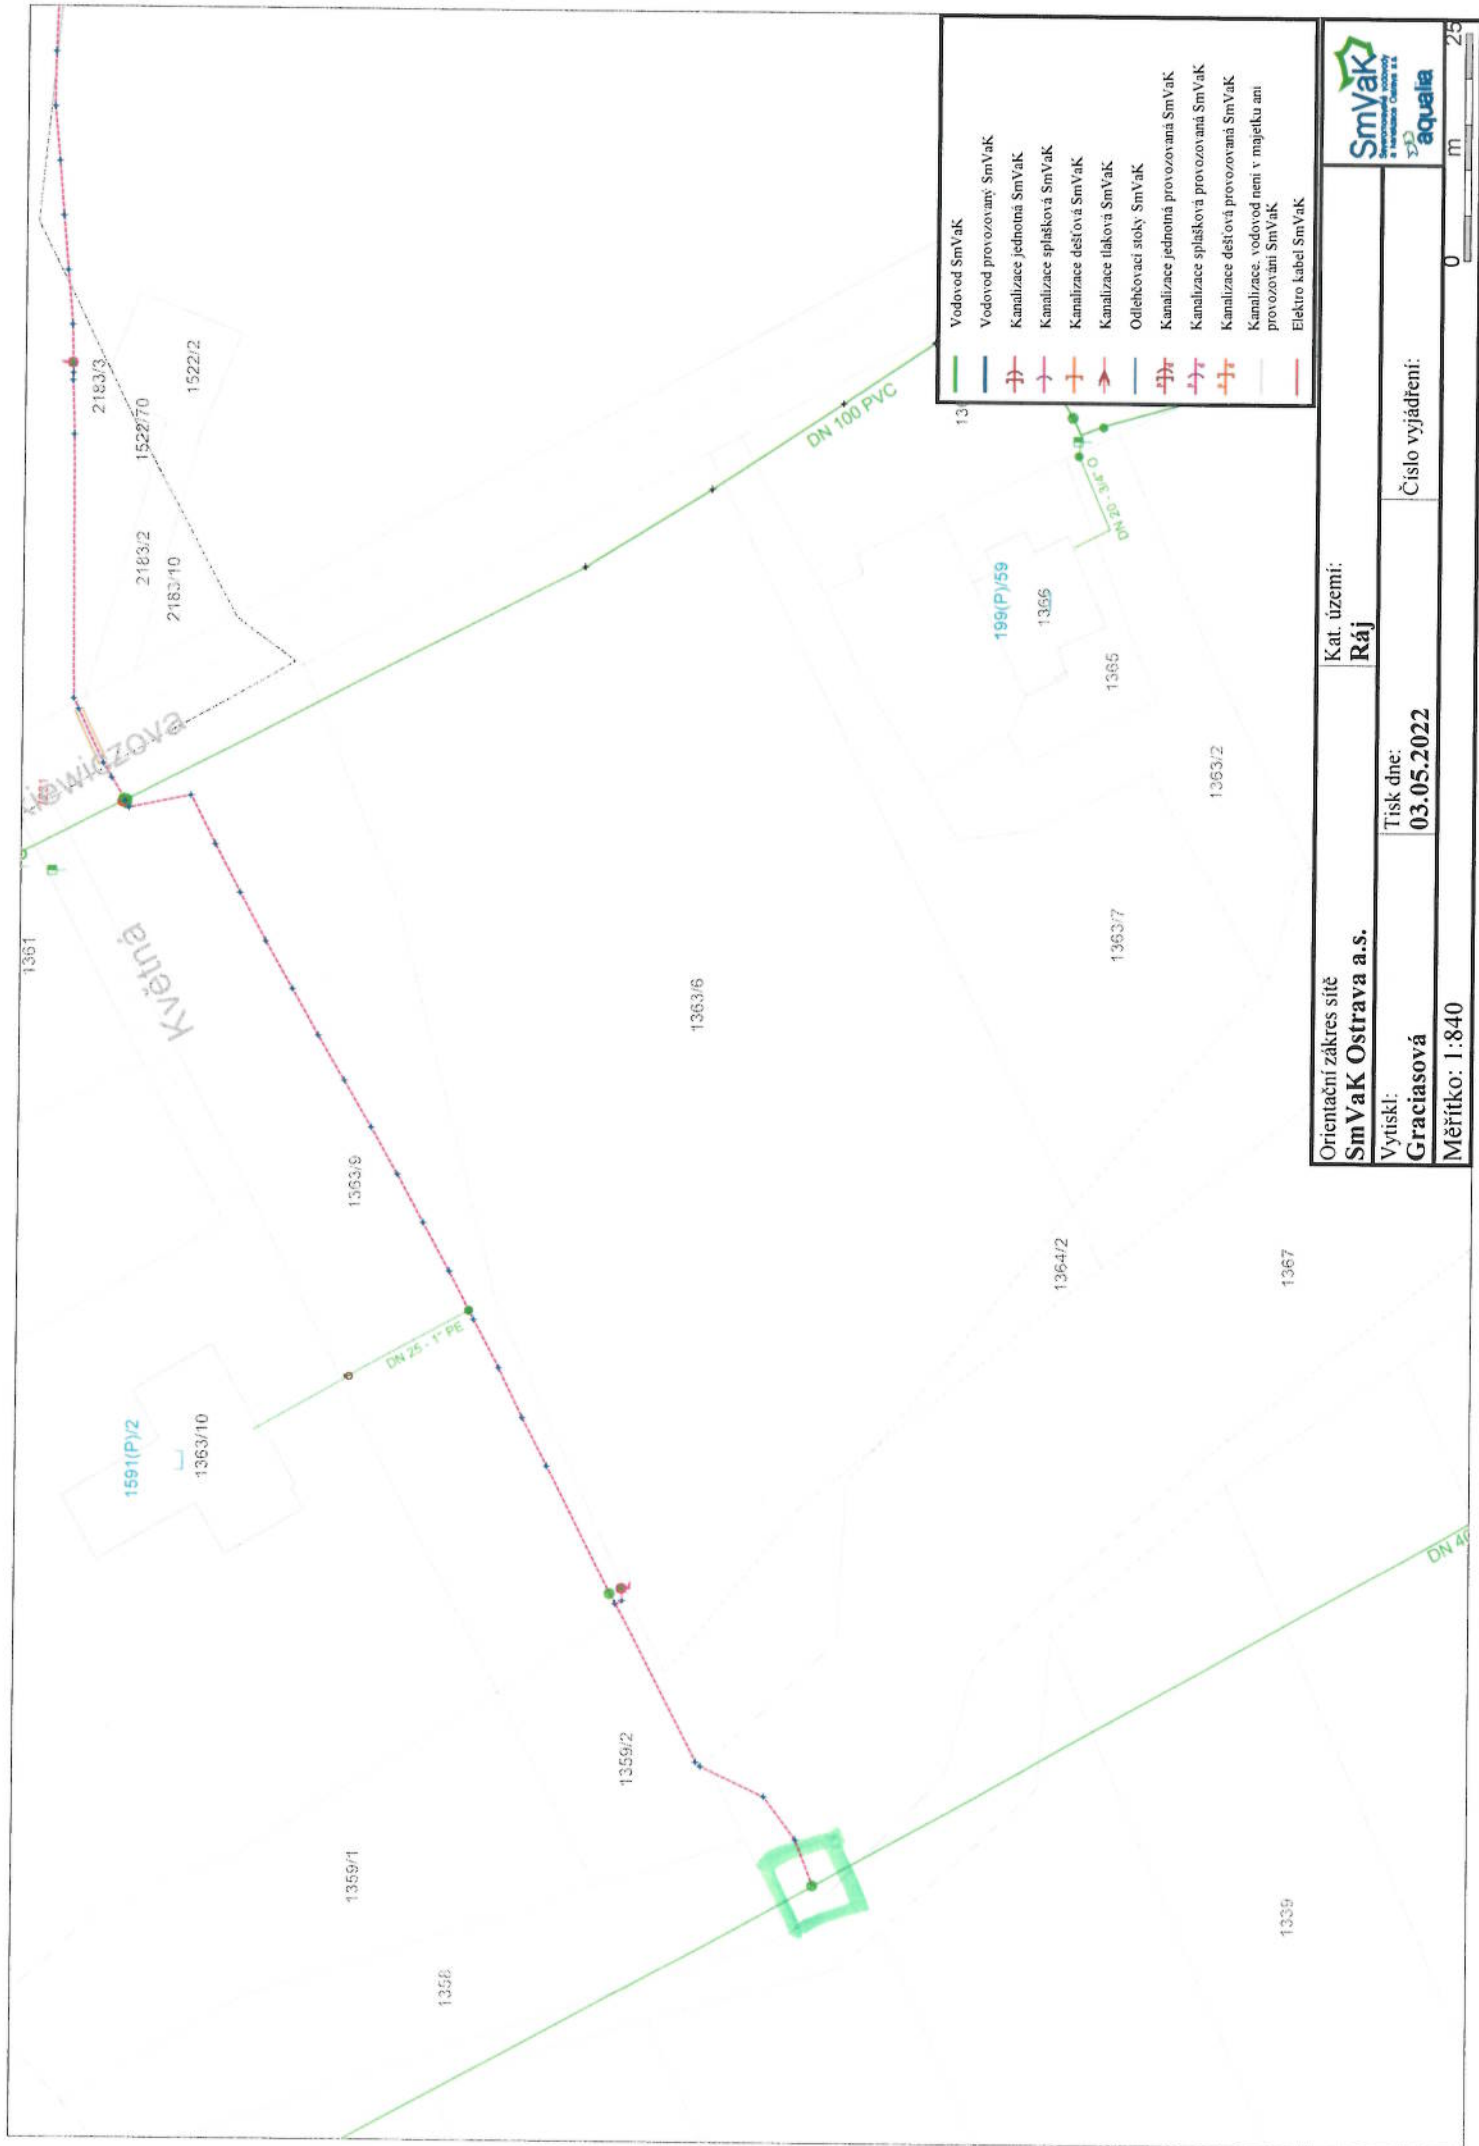 1361
Květná
1591(P)/2
1363/10
DN 25 - 1" PE
1363/9
2183/3
1522/70
1522/2
2183/2
2183/10
1359/1
1358
1359/2
1363/6
DN 100 PVC
199(P)/59
1366
1365
DN 20 - 3/4" O
1363/7
1363/2
1364/2
1367
1339
Vodovod SmVaK
Vodovod provozovaný SmVaK
Kanalizace jednotná SmVaK
Kanalizace splašková SmVaK
Kanalizace dešťová SmVaK
Kanalizace tlaková SmVaK
Odlehčovací stoky SmVaK
Kanalizace jednotná provozovaná SmVaK
Kanalizace splašková provozovaná SmVaK
Kanalizace dešťová provozovaná SmVaK
Kanalizace, vodovod není v majetku ani
provozování SmVaK
Elektro kabel SmVaK
Orientační zákres sítě
SmVaK Ostrava a.s.
Kat. území:
Ráj
SmVaK
Severomoravské vodovody
a kanalizace Ostrava a.s.
aqualia
Vytiskl:
Graciasová
Tisk dne:
03.05.2022
Číslo vyjádření:
Měřítko: 1:840
0 m 25